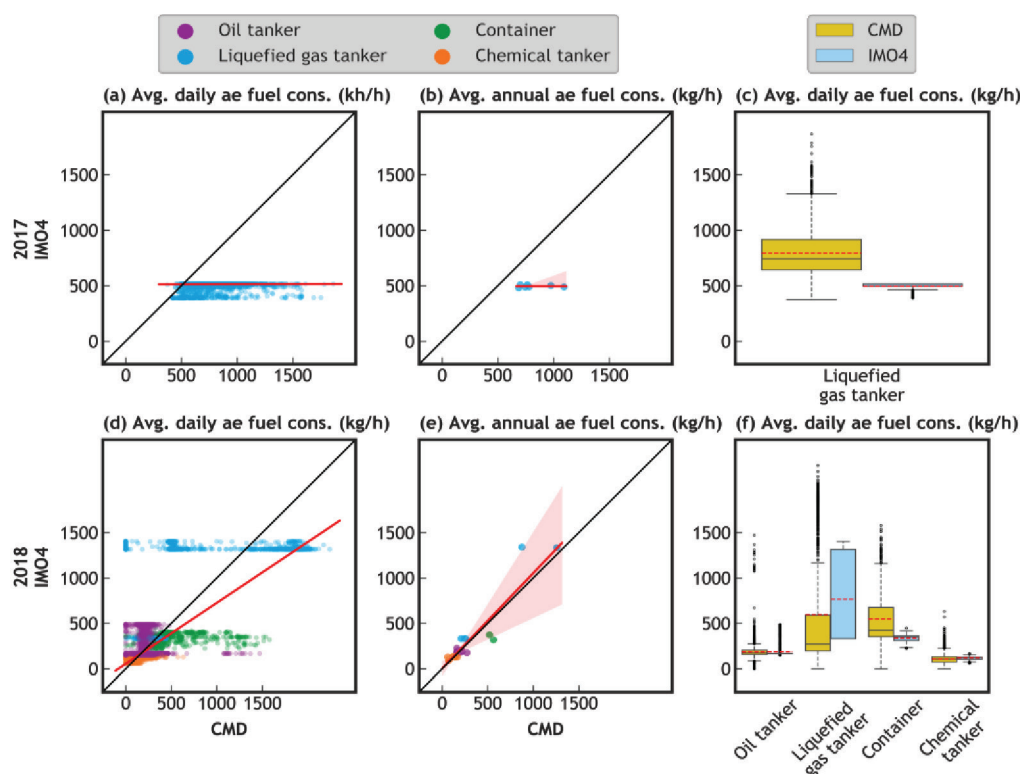 Oil tanker
Container
Liquefied gas tanker
Chemical tanker
CMD
IMO4
(a) Avg. daily ae fuel cons. (kh/h)
(b) Avg. annual ae fuel cons. (kg/h)
(c) Avg. daily ae fuel cons. (kg/h)
2017
IMO4
1500
1000
500
0
0 500 1000 1500
1500
1000
500
0
0 500 1000 1500
1500
1000
500
0
Liquefied
gas tanker
(d) Avg. daily ae fuel cons. (kg/h)
(e) Avg. annual ae fuel cons. (kg/h)
(f) Avg. daily ae fuel cons. (kg/h)
2018
IMO4
1500
1000
500
0
0 500 1000 1500
CMD
1500
1000
500
0
0 500 1000 1500
CMD
1500
1000
500
0
Oil tanker
Liquefied
gas tanker
Container
Chemical
tanker